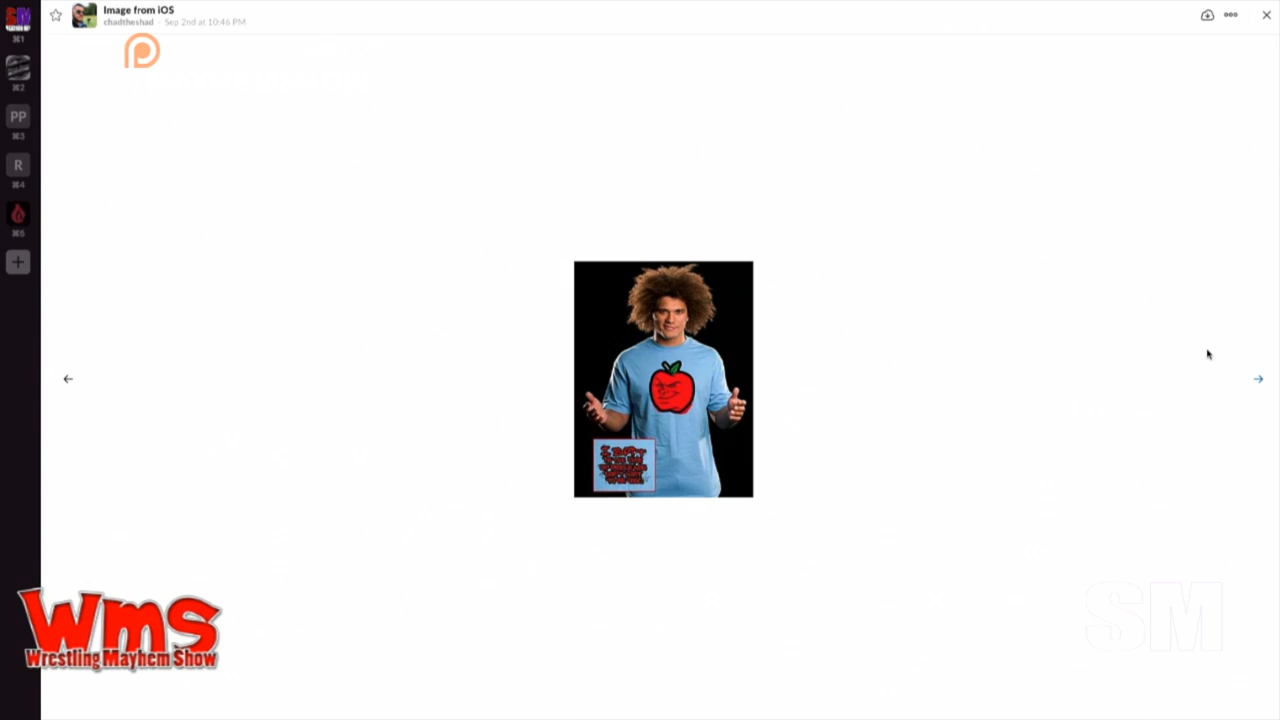 Image from iOS
chadtheshad · Sep 2nd at 10:46 PM
SM
⌘1
⌘2
PP
⌘3
R
⌘4
⌘5
WMS
Wrestling Mayhem Show
SM